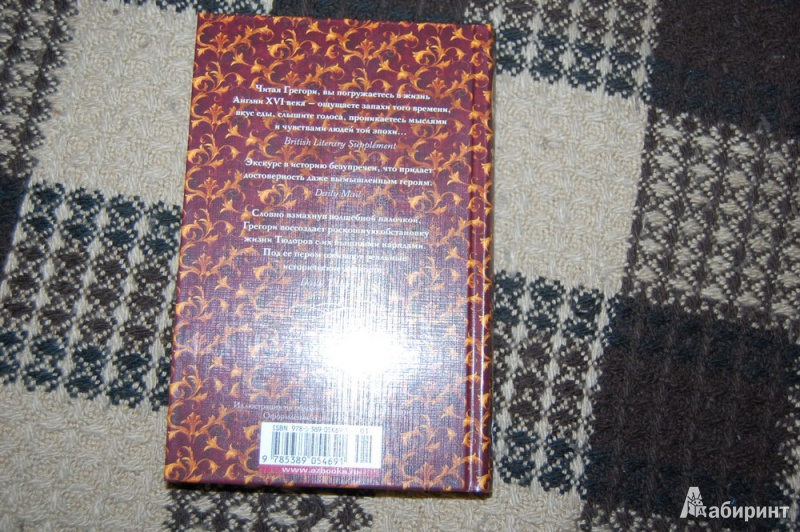 Читая Грегори, вы погружаетесь в жизнь
Англии XVI века — ощущаете запахи того времени,
вкус еды, слышите голоса, проникаетесь мыслями
и чувствами людей той эпохи...
British Literary Supplement
Экскурс в историю безупречен, что придает
достоверность даже вымышленным героям.
Daily Mail
Словно взмахнув волшебной палочкой,
Грегори воссоздает роскошную обстановку
жизни Тюдоров с их пышными нарядами.
Под ее пером
исторические
Иллюстрация на
ISBN 978-5-389-05469-1
9 785389 054691
www.azbooka.ru
Лабиринт